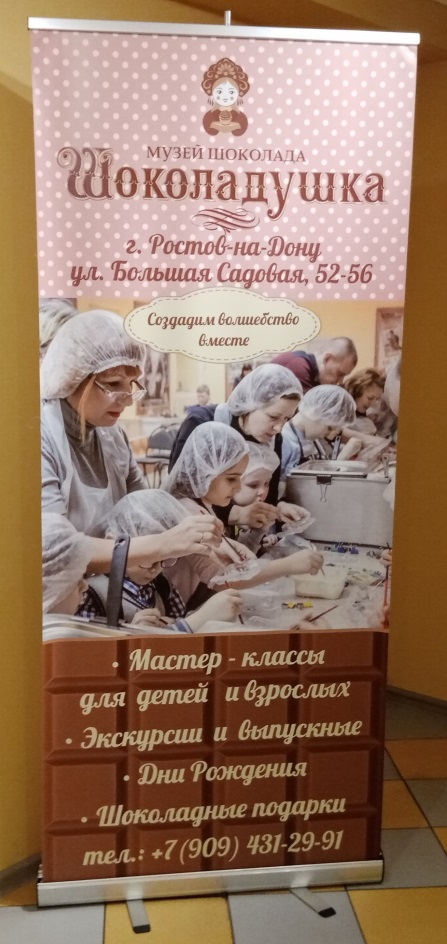 МУЗЕЙ ШОКОЛАДА
Шоколадушка
г. Ростов-на-Дону
ул. Большая Садовая, 52-56
Создадим волшебство
вместе
• Мастер - классы
для детей и взрослых
• Экскурсии и выпускные
• Дни Рождения
• Шоколадные подарки
тел.: +7 (909) 431-29-91